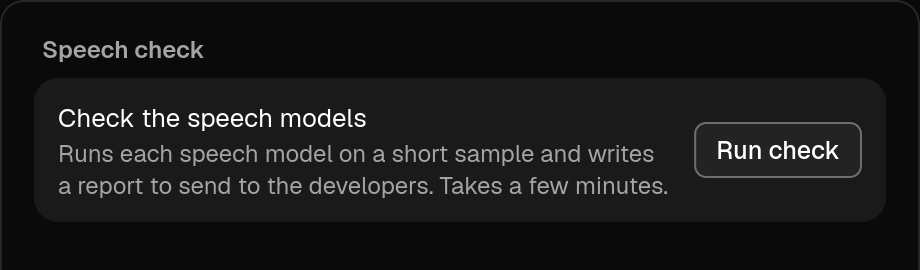 Speech check
Check the speech models
Runs each speech model on a short sample and writes
a report to send to the developers. Takes a few minutes.
Run check